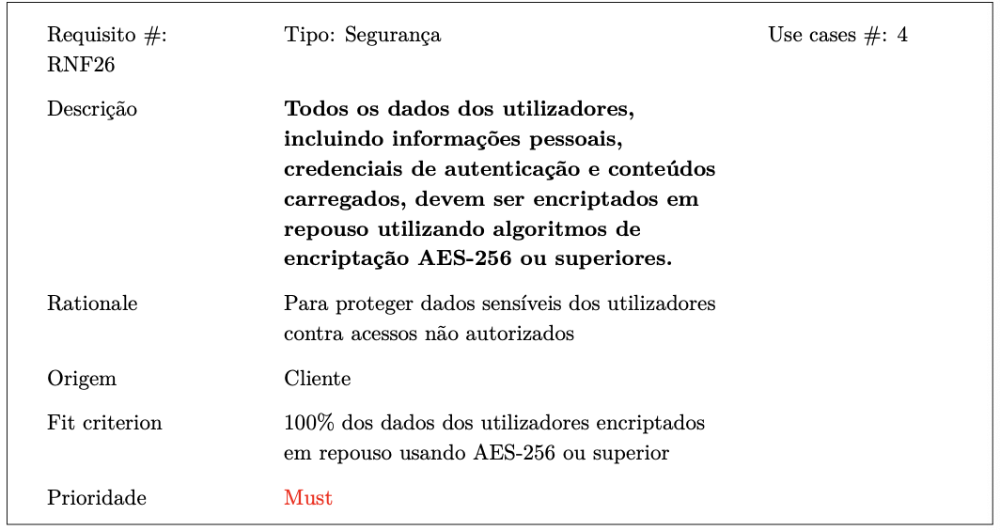 Requisito #: Tipo: Segurança Use cases #: 4
RNF26
Descrição Todos os dados dos utilizadores,
incluindo informações pessoais,
credenciais de autenticação e conteúdos
carregados, devem ser encriptados em
repouso utilizando algoritmos de
encriptação AES-256 ou superiores.
Rationale Para proteger dados sensíveis dos utilizadores
contra acessos não autorizados
Origem Cliente
Fit criterion 100% dos dados dos utilizadores encriptados
em repouso usando AES-256 ou superior
Prioridade Must